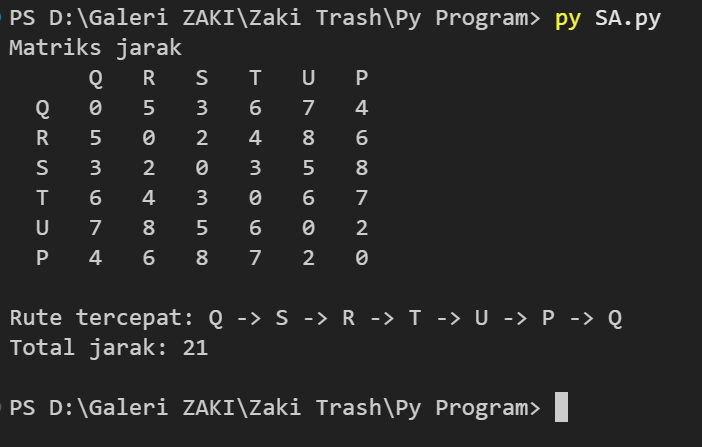 PS D:\Galeri ZAKI\Zaki Trash\Py Program> py SA.py
Matriks jarak
Q R S T U P
Q 0 5 3 6 7 4
R 5 0 2 4 8 6
S 3 2 0 3 5 8
T 6 4 3 0 6 7
U 7 8 5 6 0 2
P 4 6 8 7 2 0
Rute tercepat: Q -> S -> R -> T -> U -> P -> Q
Total jarak: 21
PS D:\Galeri ZAKI\Zaki Trash\Py Program>